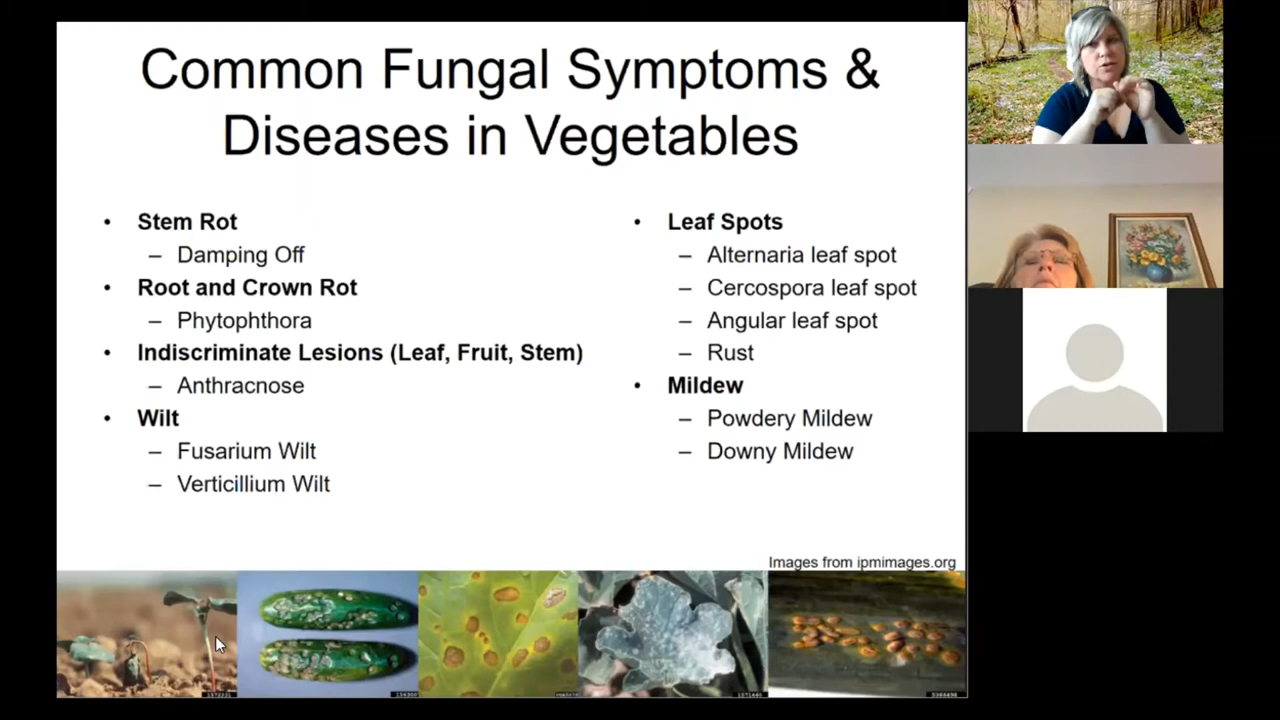 Common Fungal Symptoms &
Diseases in Vegetables
• Stem Rot
– Damping Off
• Root and Crown Rot
– Phytophthora
• Indiscriminate Lesions (Leaf, Fruit, Stem)
– Anthracnose
• Wilt
– Fusarium Wilt
– Verticillium Wilt
• Leaf Spots
– Alternaria leaf spot
– Cercospora leaf spot
– Angular leaf spot
– Rust
• Mildew
– Powdery Mildew
– Downy Mildew
Images from ipmimages.org